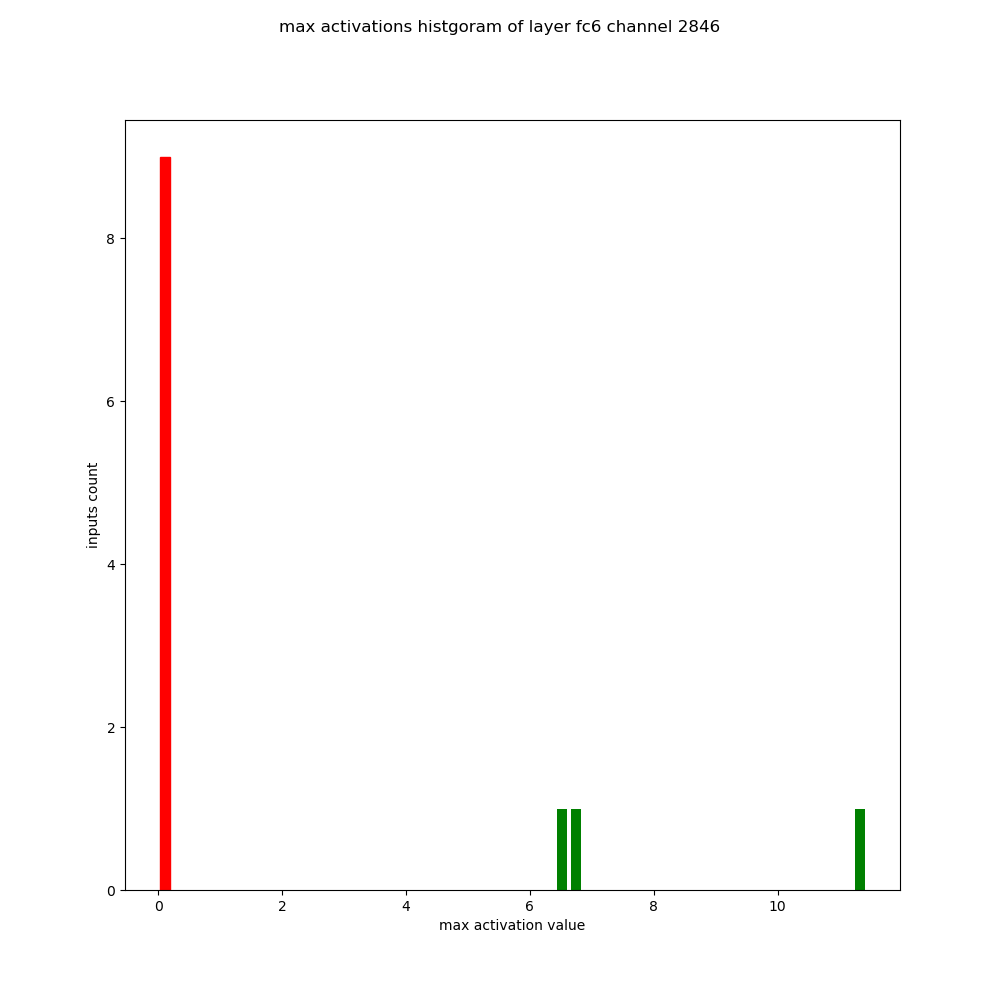 max activations histgoram of layer fc6 channel 2846
8
6
4
2
0
inputs count
0 2 4 6 8 10
max activation value